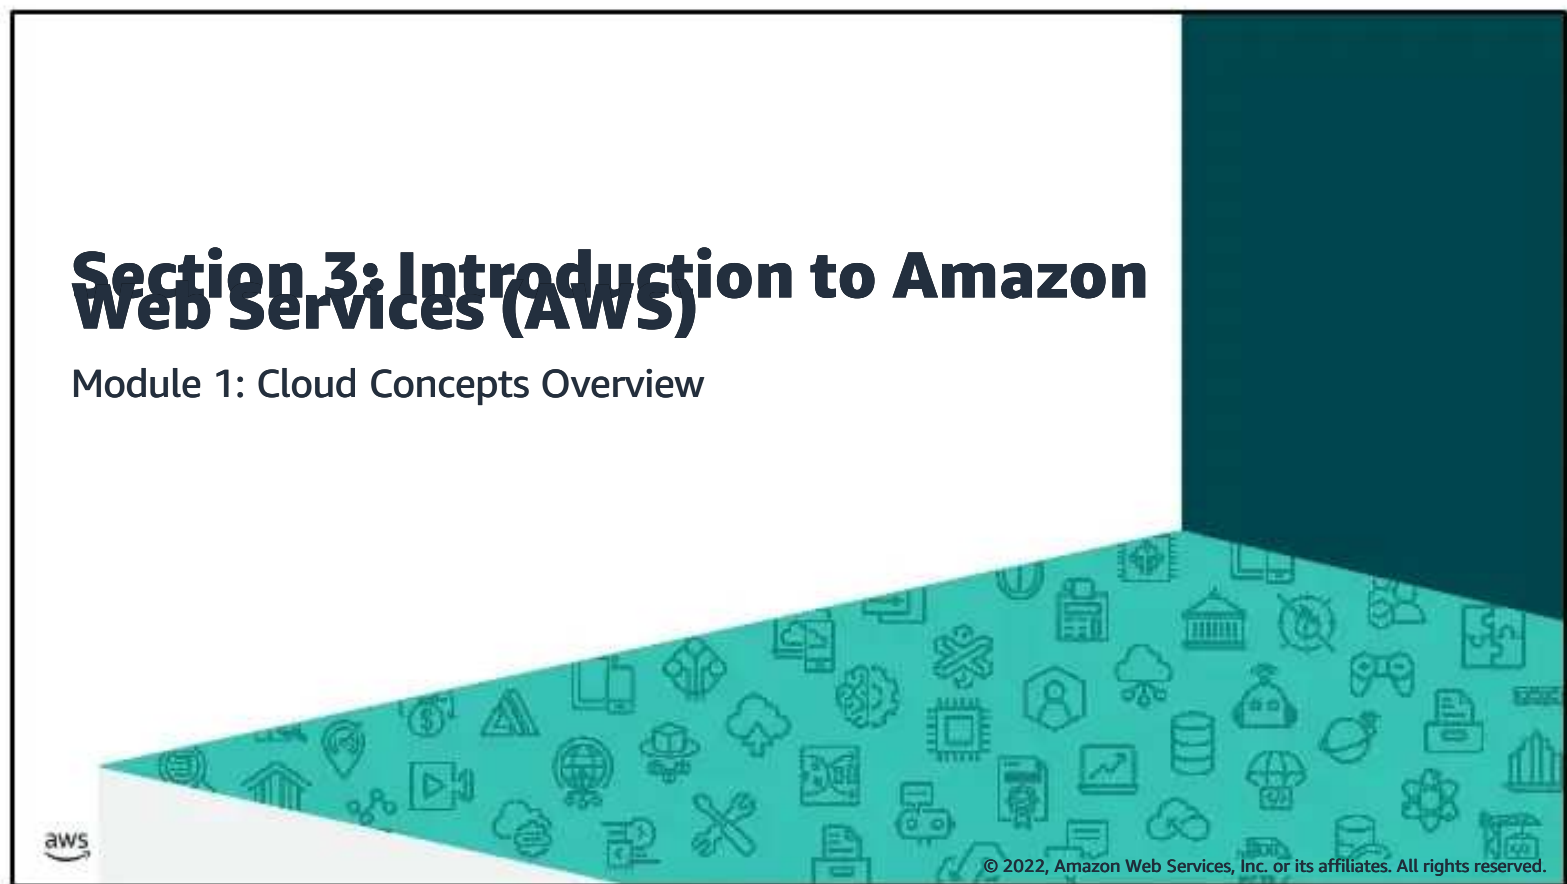 Section 3: Introduction to Amazon
Web Services (AWS)
Module 1: Cloud Concepts Overview
aws
© 2022, Amazon Web Services, Inc. or its affiliates. All rights reserved.